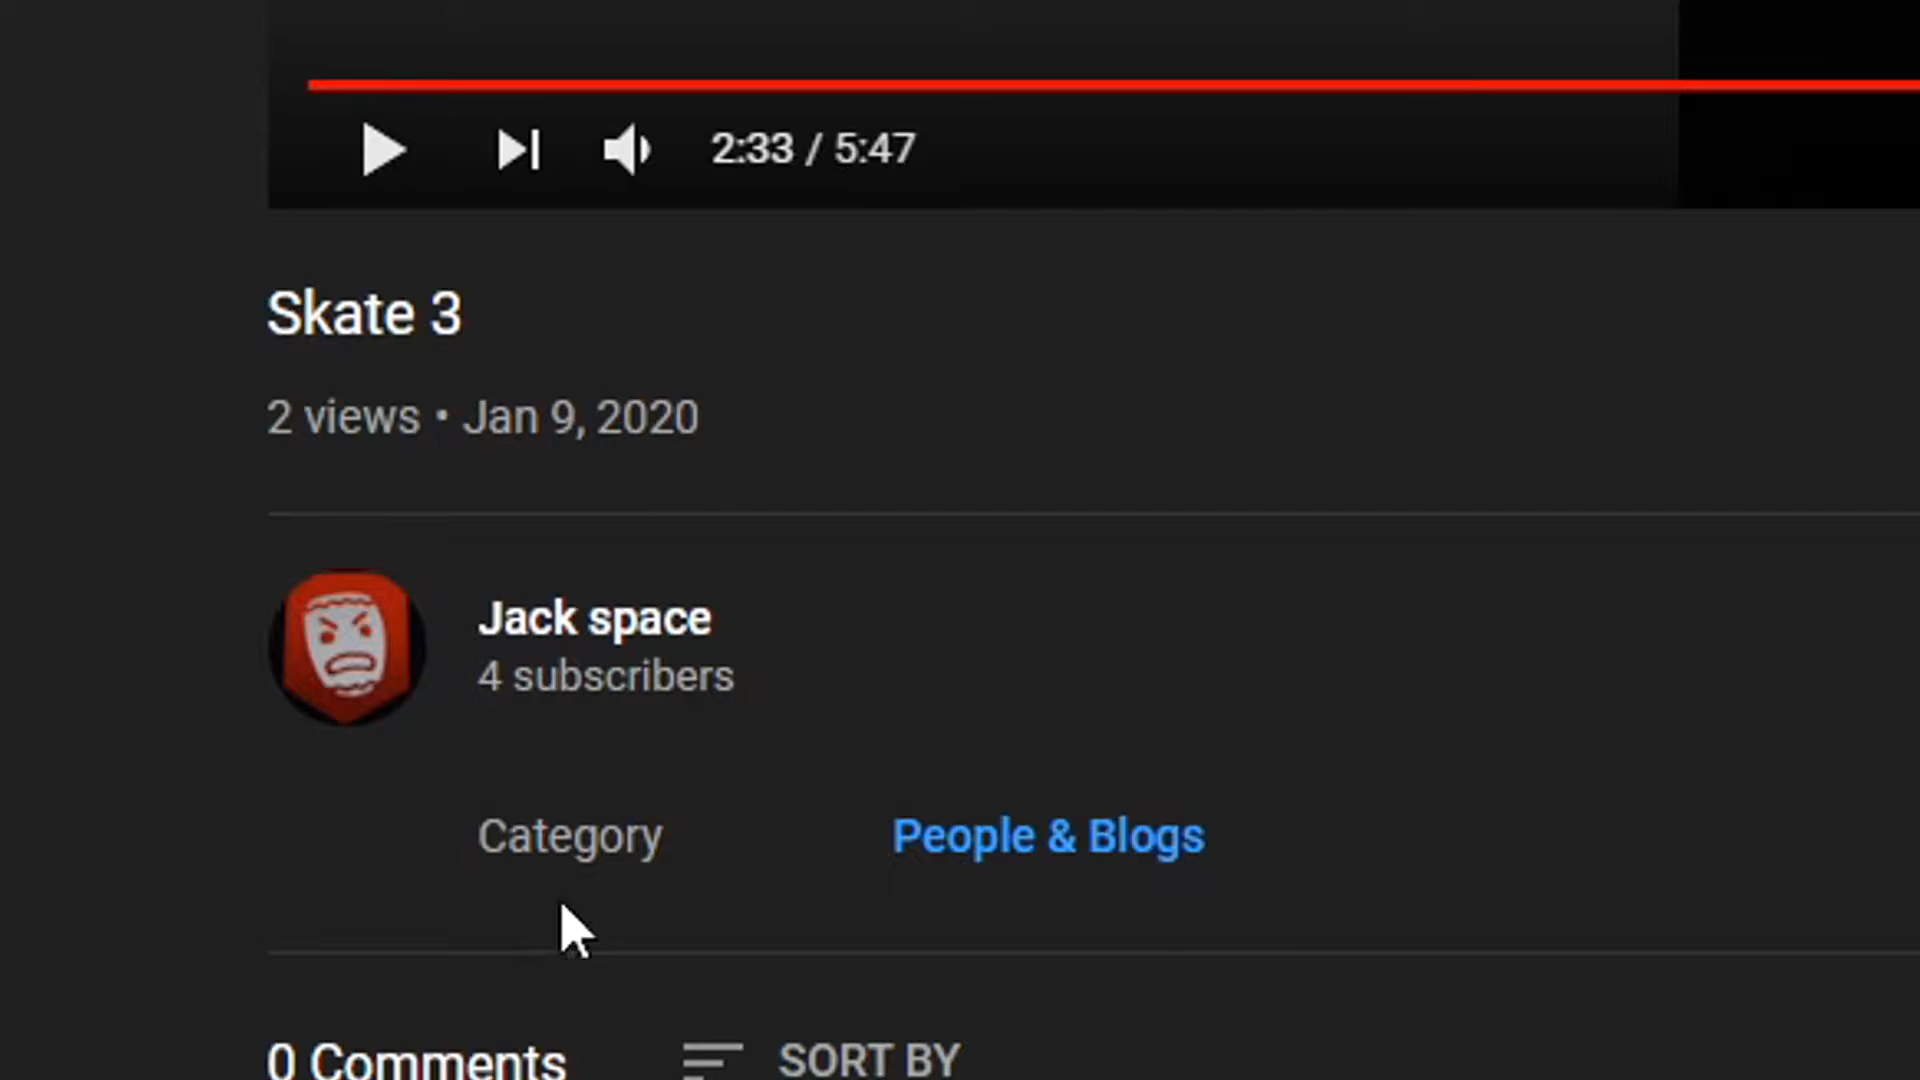 2:33 / 5:47
Skate 3
2 views • Jan 9, 2020
Jack space
4 subscribers
Category People & Blogs
0 Comments SORT BY